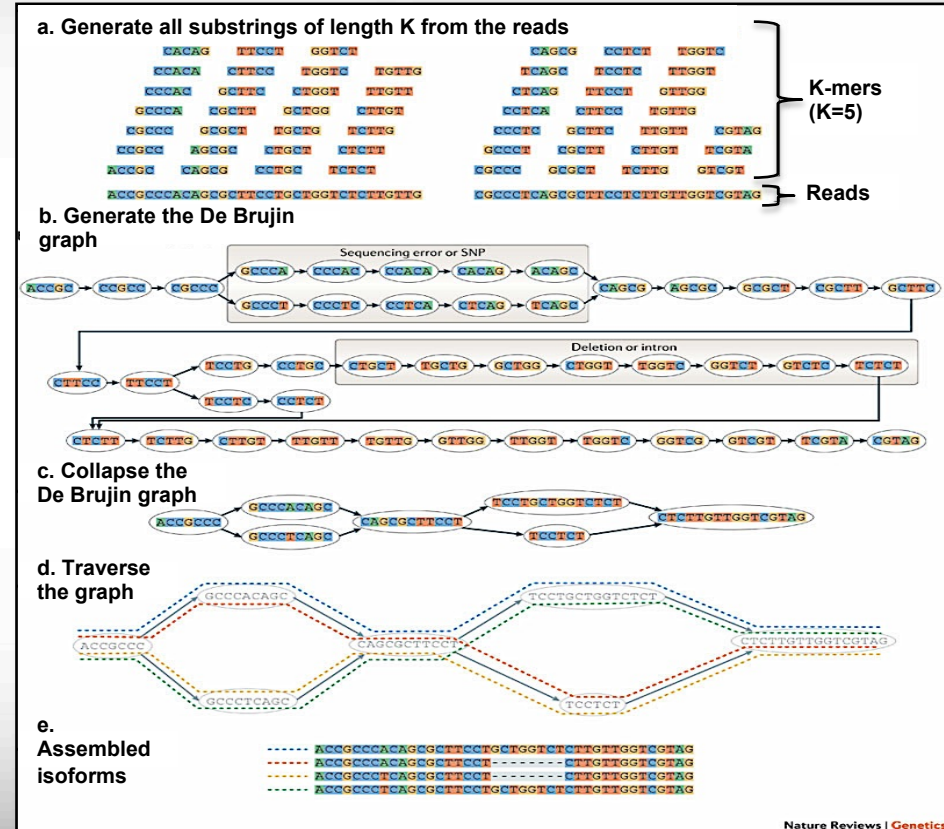 a. Generate all substrings of length K from the reads
CACAG TTCCT GGTCT CAGCG CCTCT TGGTC
CCACA CTTCC TGGTC TGTTG TCAGC TCCTC TTGGT
CCCAC GCTTC CTGGT TTGTT CTCAG TTCCT GTTGG
GCCCA CGCTT GCTGG CTTGT CCTCA CTTCC TGTTG
CGCCC GCGCT TGCTG TCTTG CCCTC GCTTC TTGTT CGTAG
CCGCC AGCGC CTGCT CTCTT GCCCT CGCTT CTTGT TCGTA
ACCGC CAGCG CCTGC TCTCT CGCCC GCGCT TCTTG GTCGT
K-mers
(K=5)
ACCGCCCACAGCGCTTCCTGCTGGTCTCTTGTTG CGCCCTCAGCGCTTCCTCTTGTTGGTCGTAG
Reads
b. Generate the De Brujin
graph
Sequencing error or SNP
GCCCA CCCAC CCACA CACAG ACAGC
ACCGC CCGCC CGCCC CAGCG AGCGC GCGCT CGCTT GCTTC
GCCCT CCCTC CCTCA CTCAG TCAGC
Deletion or intron
TCCTG CCTGC CTGCT TGCTG GCTGG CTGGT TGGTC GGTCT GTCTC TCTCT
CTTCC TTCCT
TCCTC CCTCT
CTCTT TCTTG CTTGT TTGTT TGTTG GTTGG TTGGT TGGTC GGTCG GTCGT TCGTA CGTAG
c. Collapse the
De Brujin graph
GCCCACAGC TCCTGCTGGTCTCT
ACCGCCC CAGCGCTTCCT CTCTTGTTGGTCGTAG
GCCCTCAGC TCCTCT
d. Traverse
the graph
GCCCACAGC TCCTGCTGGTCTCT
ACCGCCC CAGCGCTTCCT CTCTTGTTGGTCGTAG
GCCCTCAGC TCCTCT
e.
Assembled
isoforms
ACCGCCCACAGCGCTTCCTGCTGGTCTCTTGTTGGTCGTAG
ACCGCCCACAGCGCTTCCT--------CTTGTTGGTCGTAG
ACCGCCCTCAGCGCTTCCT--------CTTGTTGGTCGTAG
ACCGCCCTCAGCGCTTCCTGCTGGTCTCTTGTTGGTCGTAG
Nature Reviews | Genetics